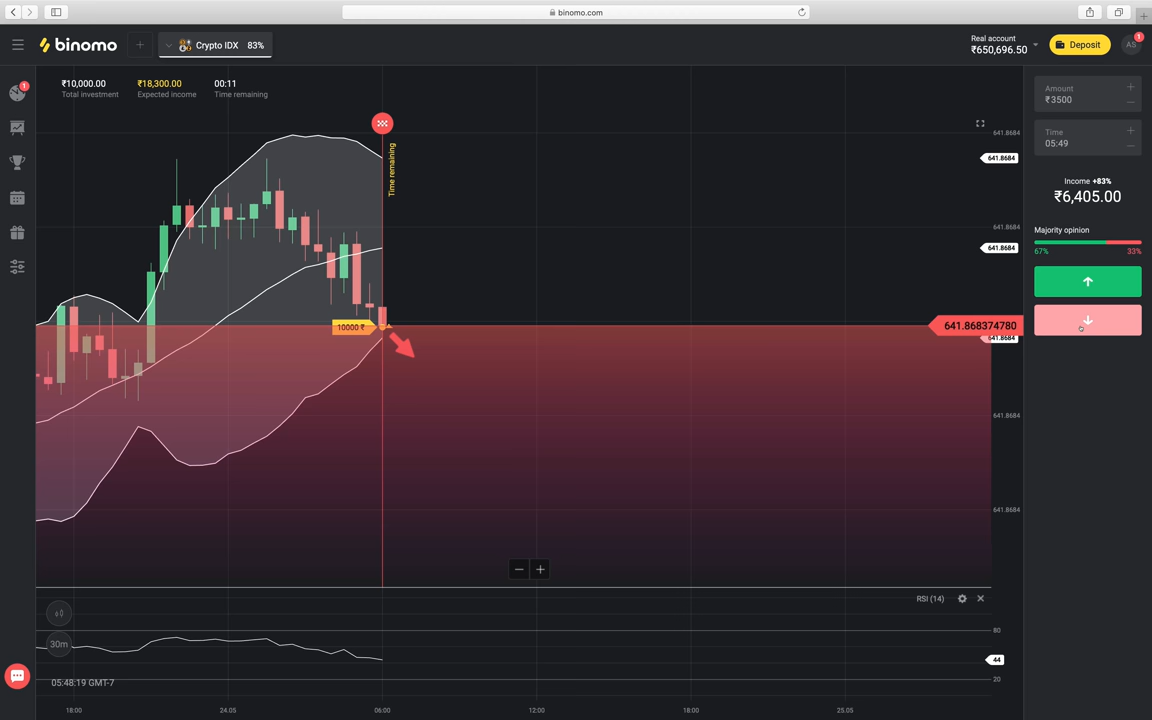 binomo.com
binomo
Crypto IDX 83%
Real account
₹650,696.50
Deposit
AS
1
1
₹10,000.00
Total investment
₹18,300.00
Expected income
00:11
Time remaining
Time remaining
10000 ₹
641.8684
641.8684
641.8684
641.8684
641.868374780
641.8684
641.8684
641.8684
Amount
₹3500
Time
05:49
Income +83%
₹6,405.00
Majority opinion
67% 33%
RSI (14)
80
44
20
30m
05:48:19 GMT-7
18:00 24.05 06:00 12:00 18:00 25.05